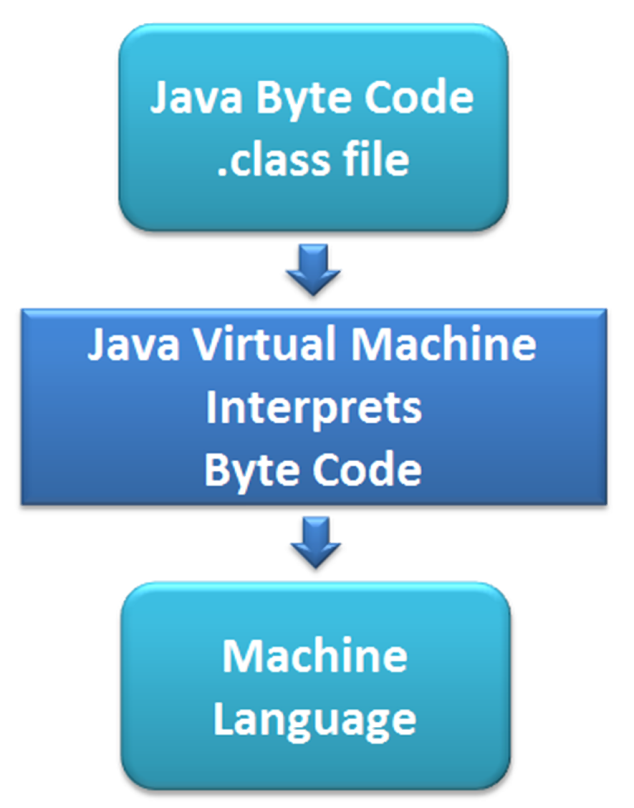 Java Byte Code
.class file
Java Virtual Machine
Interprets
Byte Code
Machine
Language